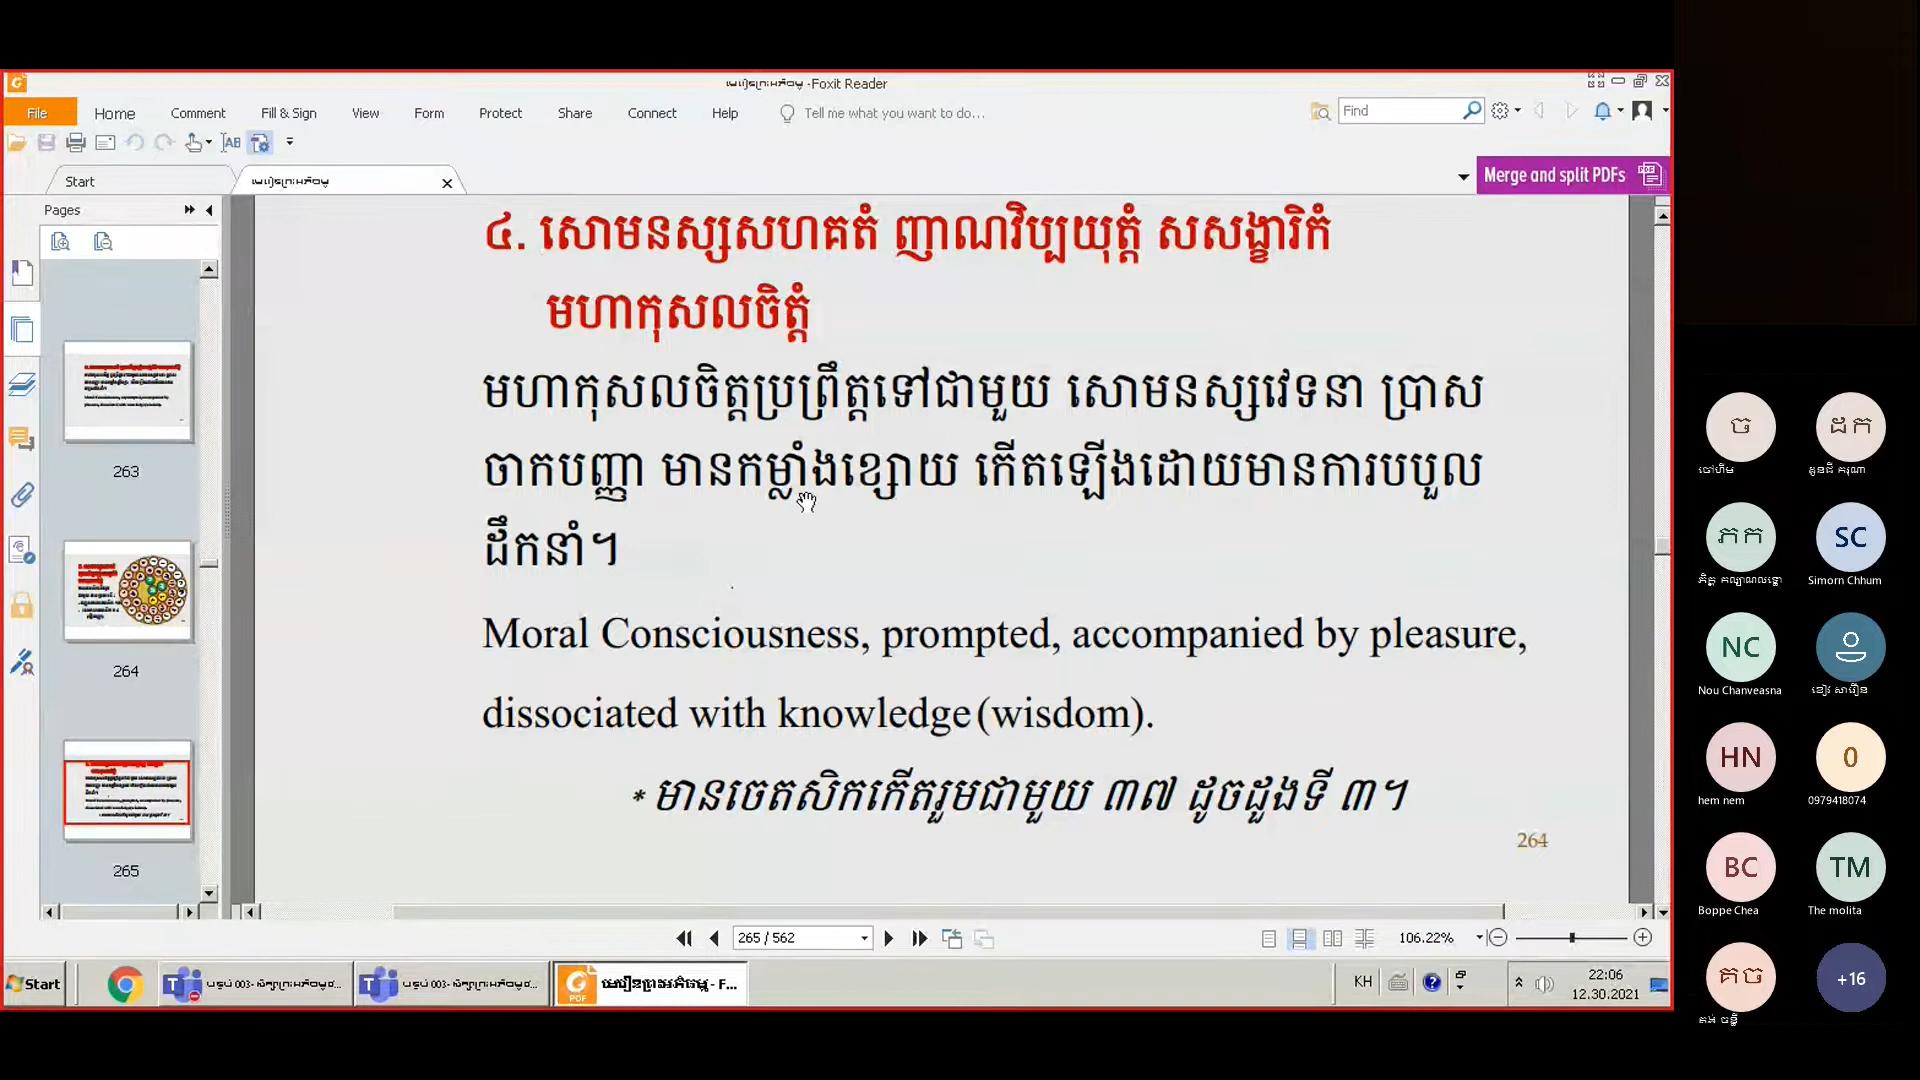 -Foxit Reader
File
Home
Comment
Fill & Sign
View
Form
Protect
Share
Connect
Help
Tell me what you want to do...
Find
Start
Merge and split PDFs
Pages
៤. សោមនស្សសហគតំ ញាណវិប្បយុត្តំ សសង្ខារិកំ
មហាកុសលចិត្តំ
មហាកុសលចិត្តប្រព្រឹត្តទៅជាមួយ សោមនស្សវេទនា ប្រាស
ចាកបញ្ញា មានកម្លាំងខ្សោយ កើតឡើងដោយមានការបបួល
ដឹកនាំ។
Moral Consciousness, prompted, accompanied by pleasure,
dissociated with knowledge (wisdom).
* មានចេតសិកកើតរួមជាមួយ ៣៧ ដូចដួងទី ៣។
264
263
264
265
265 / 562
106.22%
Start
KH
22:06
12.30.2021
ច
ដក
ភក
SC
Simorn Chhum
NC
Nou Chanveasna
HN
hem nem
0
0979418074
BC
Boppe Chea
TM
The molita
គច
+16